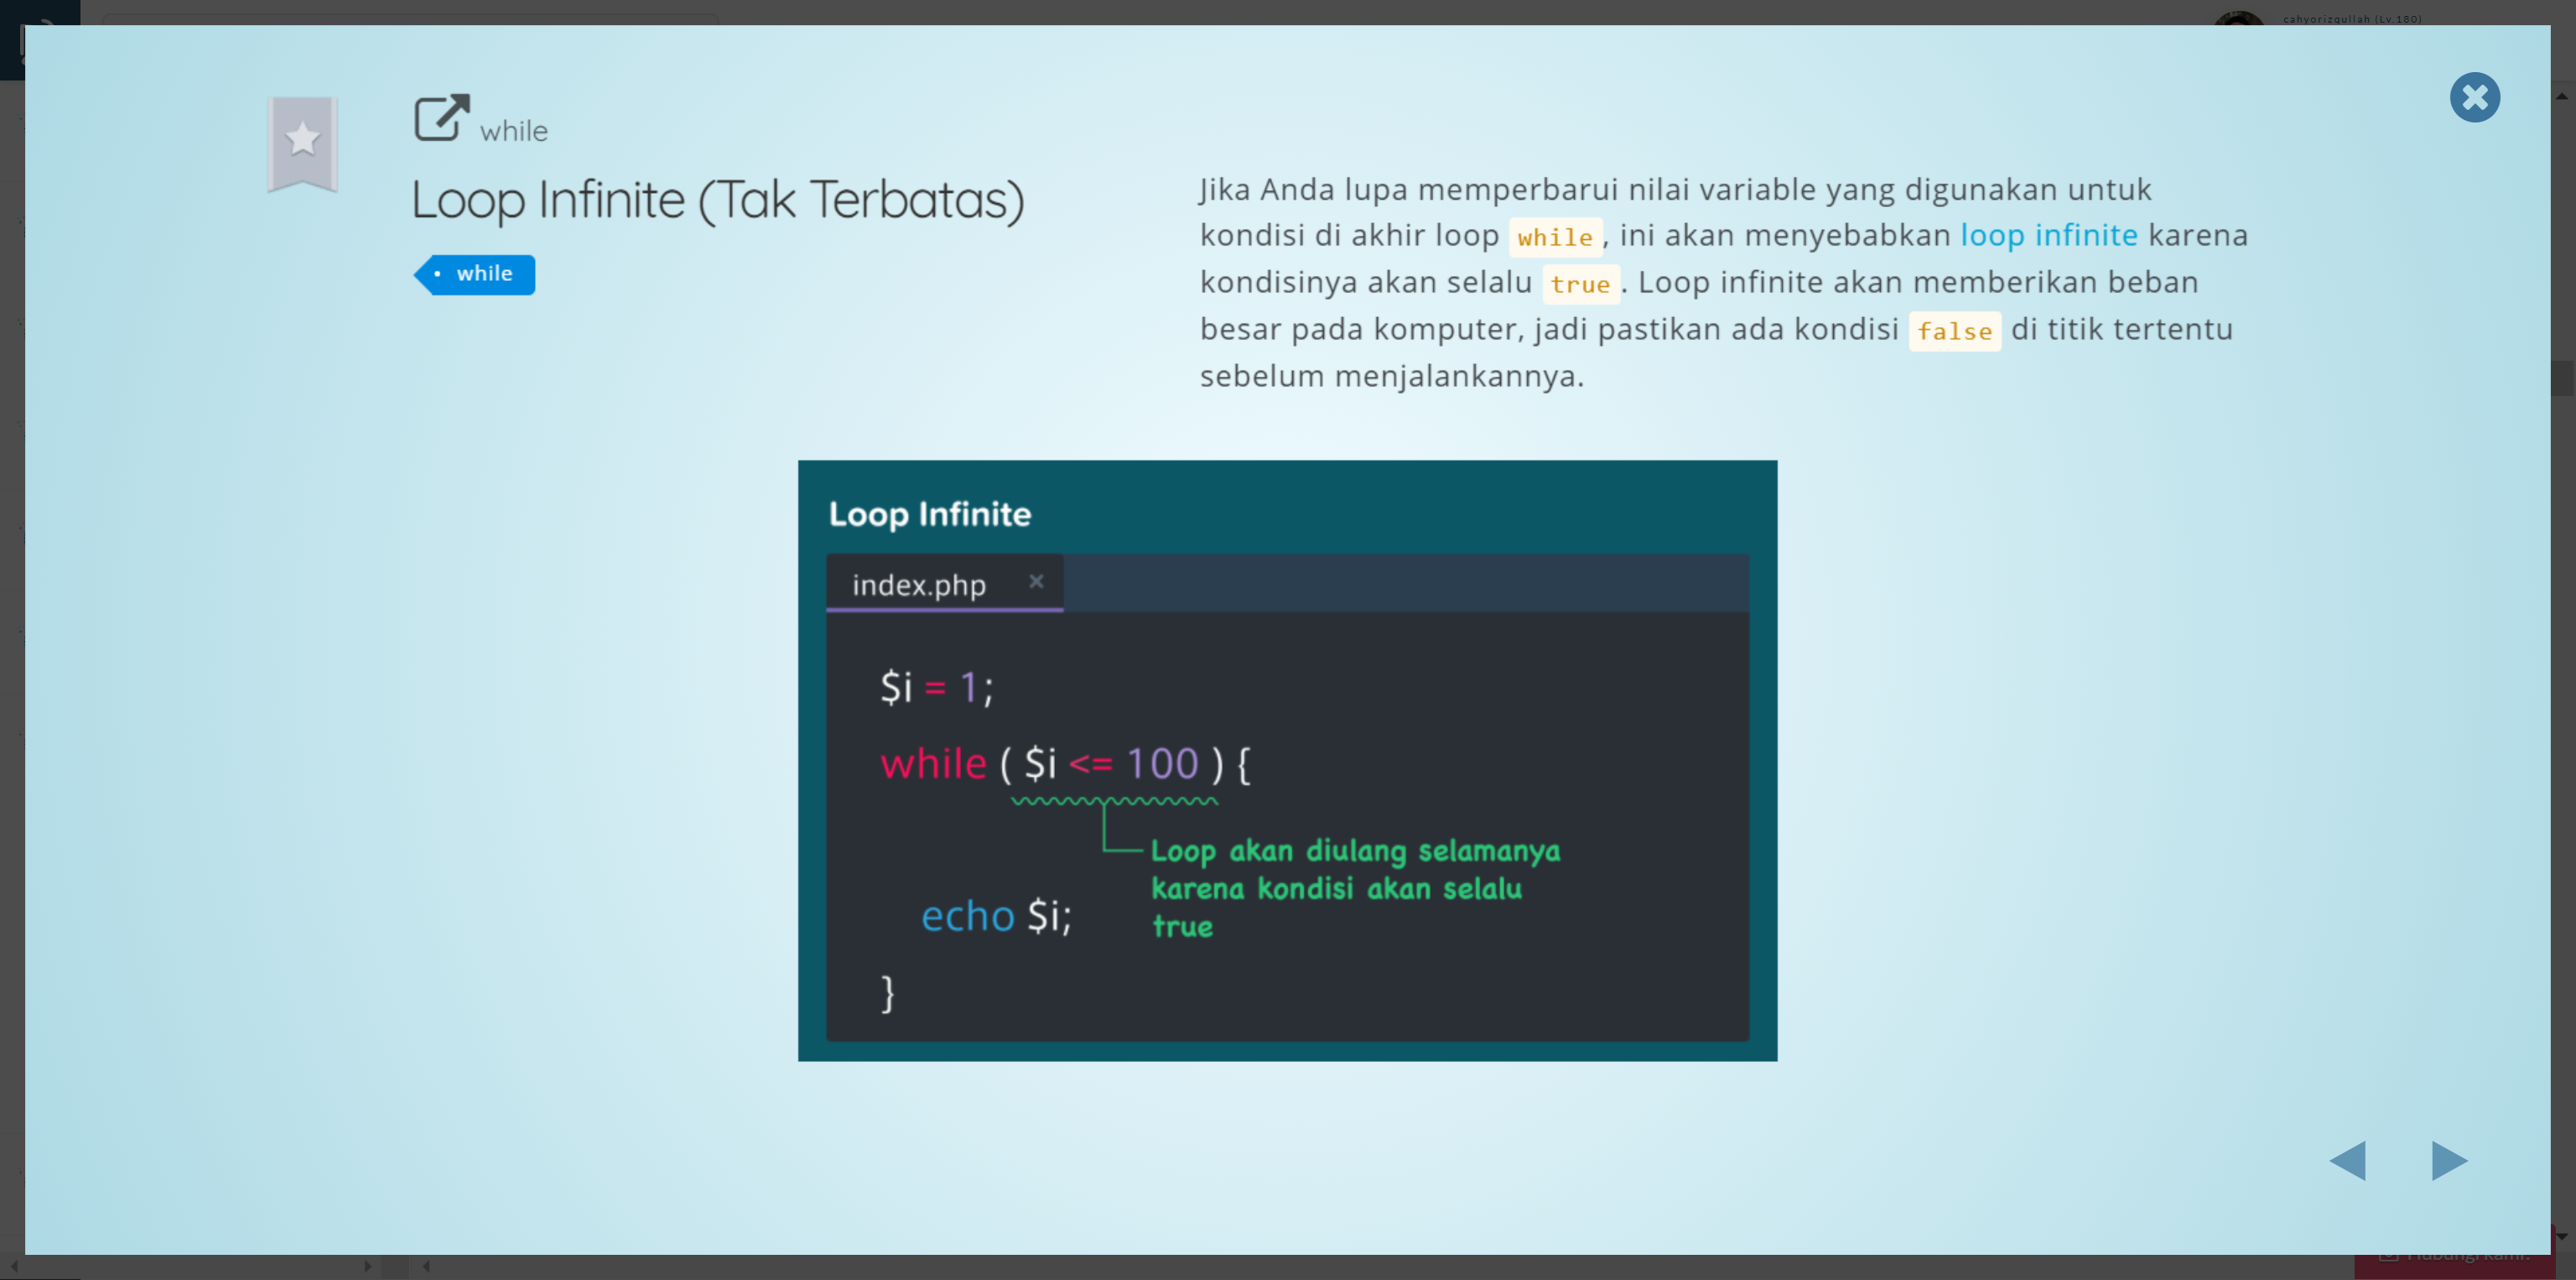 cahyorizqullah (Lv.180)
while
Loop Infinite (Tak Terbatas)
while
Jika Anda lupa memperbarui nilai variable yang digunakan untuk
kondisi di akhir loop while, ini akan menyebabkan loop infinite karena
kondisinya akan selalu true. Loop infinite akan memberikan beban
besar pada komputer, jadi pastikan ada kondisi false di titik tertentu
sebelum menjalankannya.
Loop Infinite
index.php
$i = 1;
while ( $i <= 100 ) {
Loop akan diulang selamanya
karena kondisi akan selalu
true
echo $i;
}
Hubungi kami!